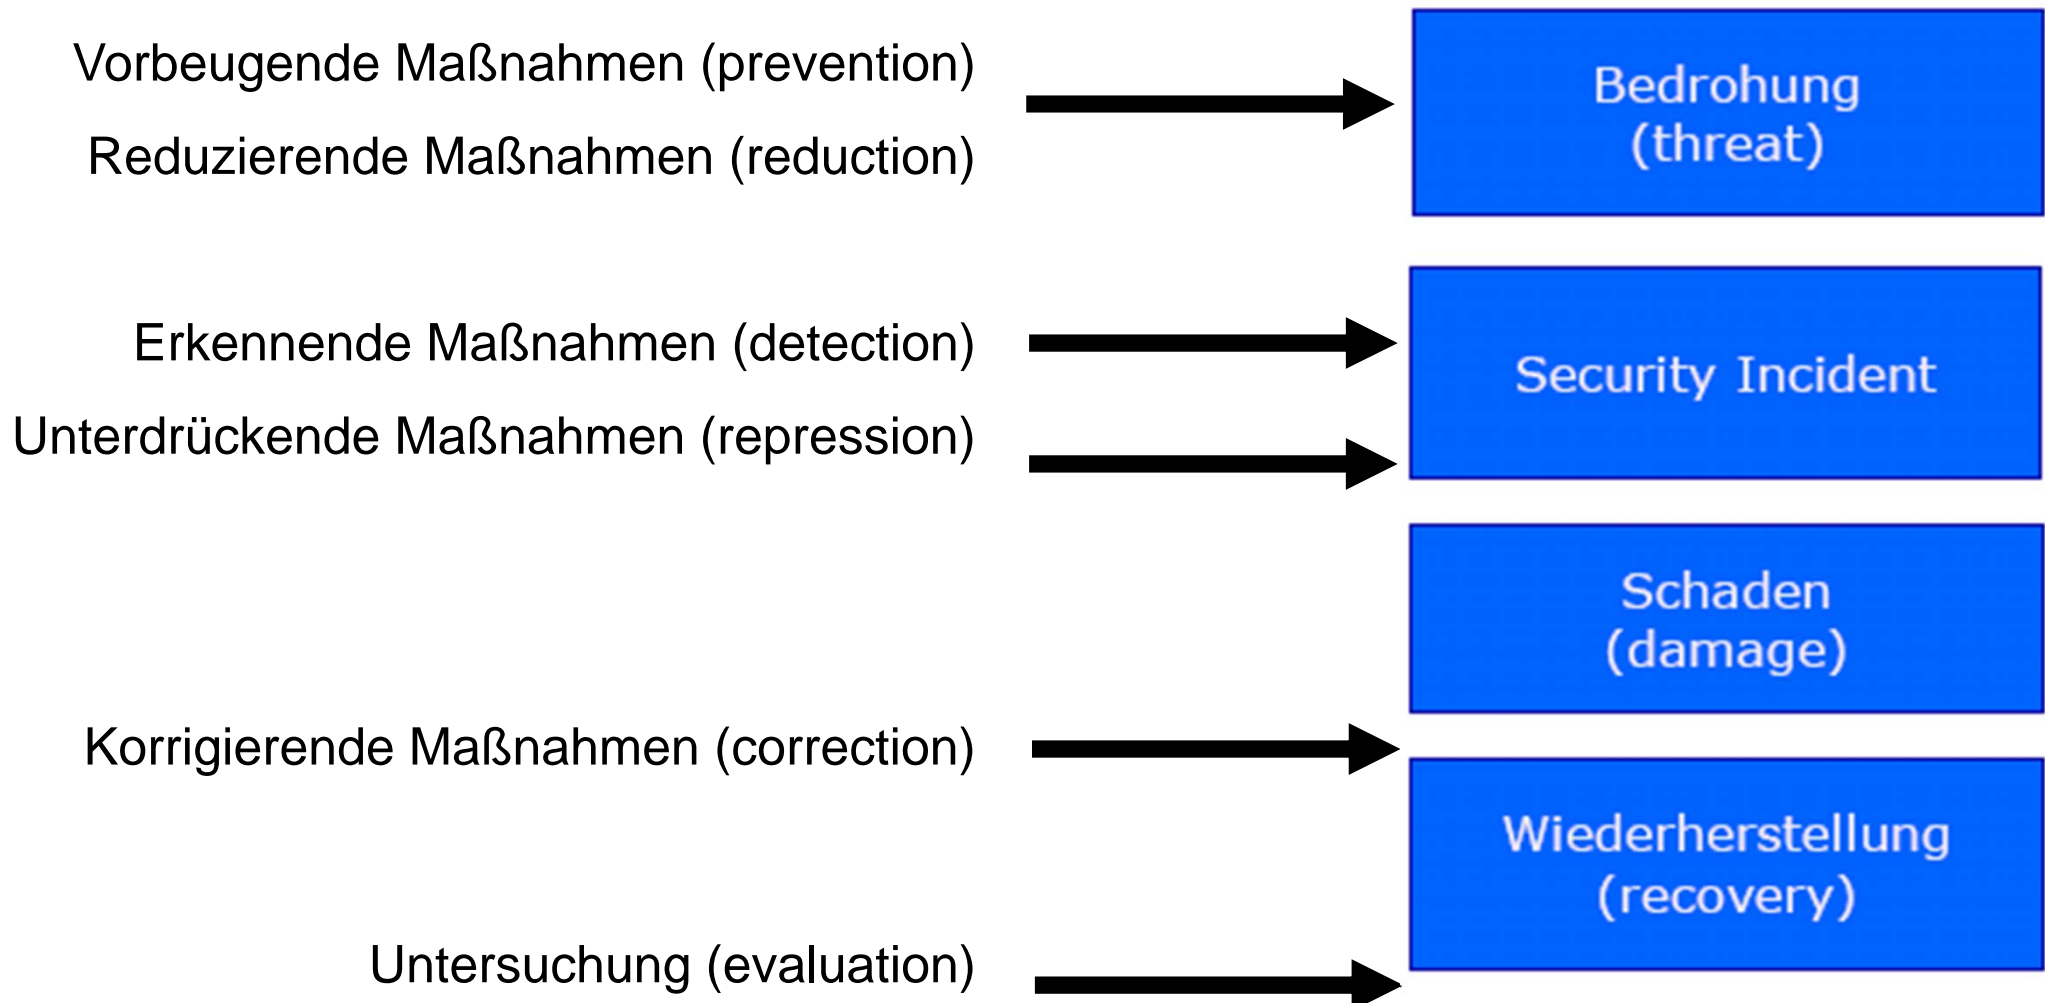 Vorbeugende Maßnahmen (prevention)
Reduzierende Maßnahmen (reduction)
Bedrohung
(threat)
Erkennende Maßnahmen (detection)
Unterdrückende Maßnahmen (repression)
Security Incident
Schaden
(damage)
Korrigierende Maßnahmen (correction)
Wiederherstellung
(recovery)
Untersuchung (evaluation)